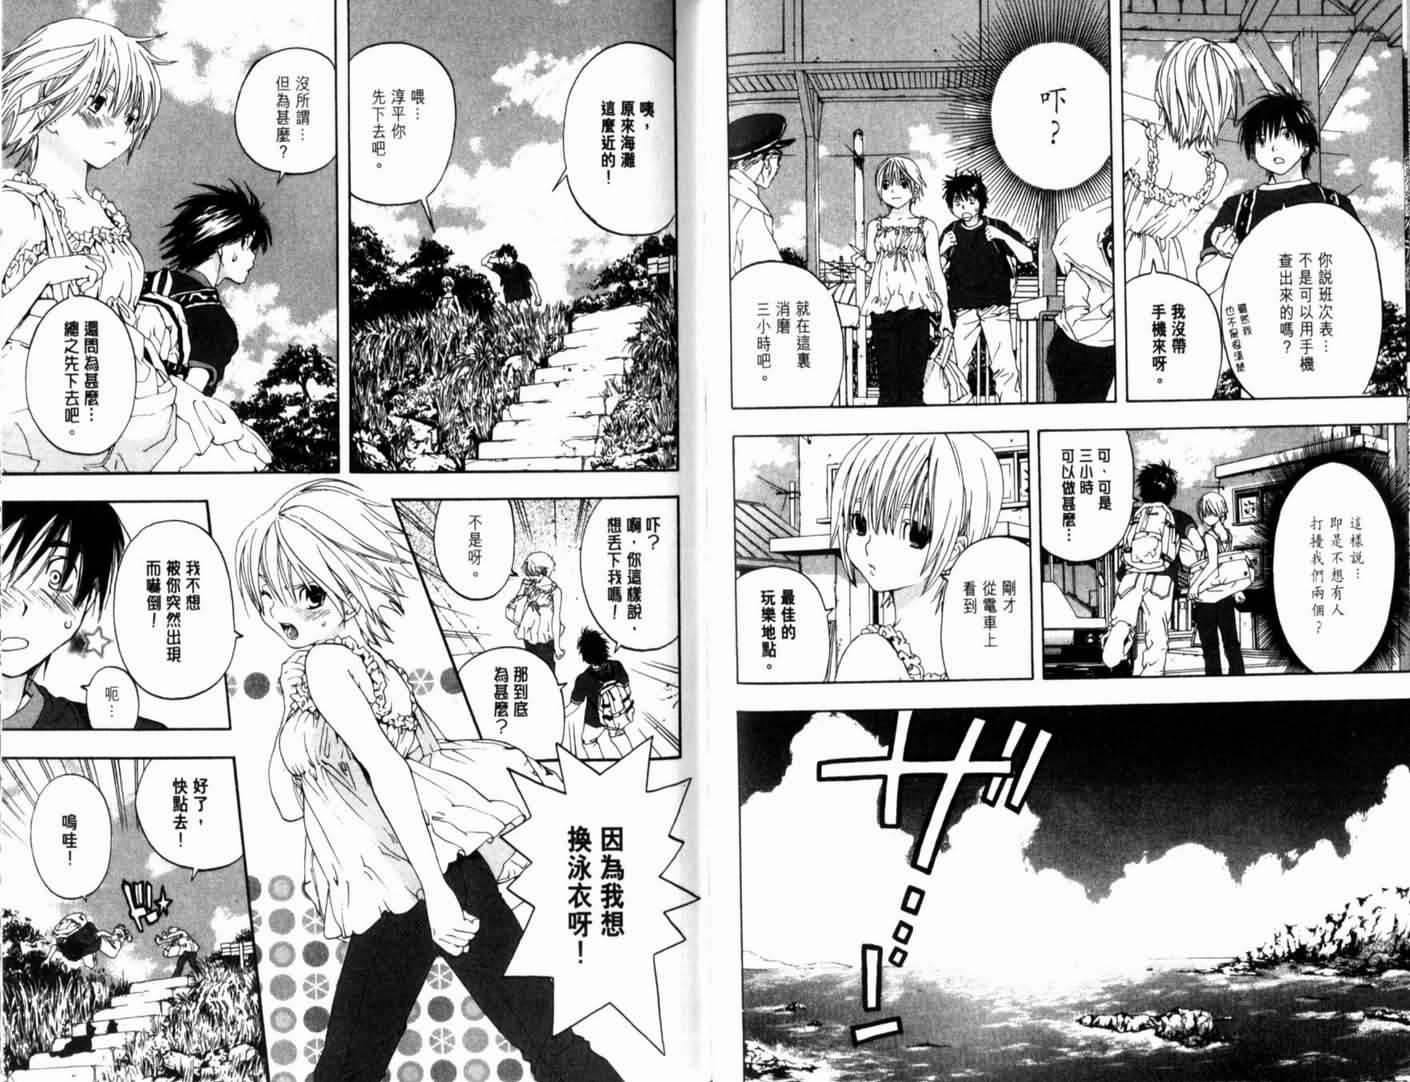 你說班次表…
不是可以用手機
查出來的嗎？
雖然我
也不是很清楚
我沒帶
手機來呀。
吓？
就在這裏
消磨
三小時吧。
這樣說…
即是不想有人
打擾我們兩個？
可、可是
三小時
可以做甚麼…
剛才
從電車上
看到
最佳的
玩樂地點。
ザザ…ー
咦，
原來海灘
這麼近的！
喂…
淳平你
先下去吧。
沒所謂…
但為甚麼？
還問為甚麼…
總之先下去吧。
吓？
啊，你這樣說，
想丟下我嗎！
不是呀。
那到底
為甚麼？
因為我想
換泳衣呀！
我不想
被你突然出現
而嚇倒！
呃…
好了，
快點去！
嗚哇！
ドン